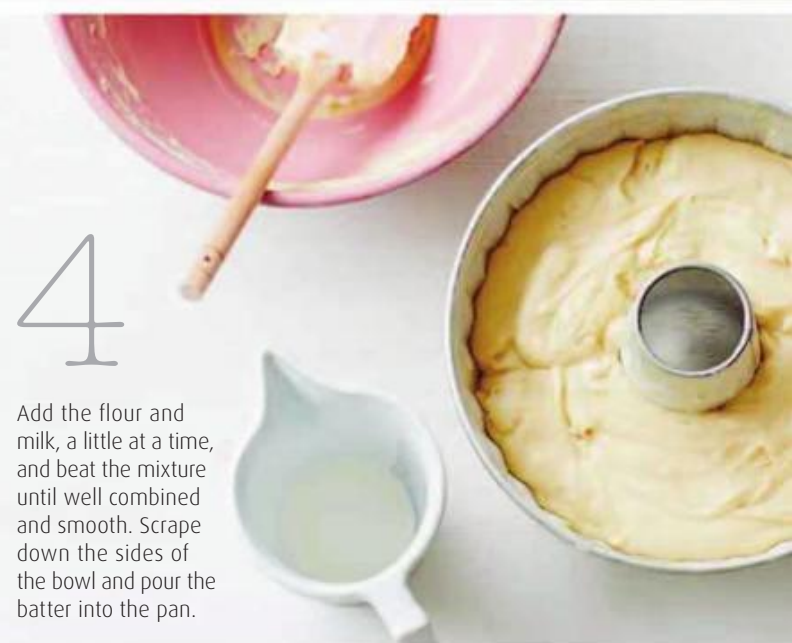 4
Add the flour and
milk, a little at a time,
and beat the mixture
until well combined
and smooth. Scrape
down the sides of
the bowl and pour the
batter into the pan.